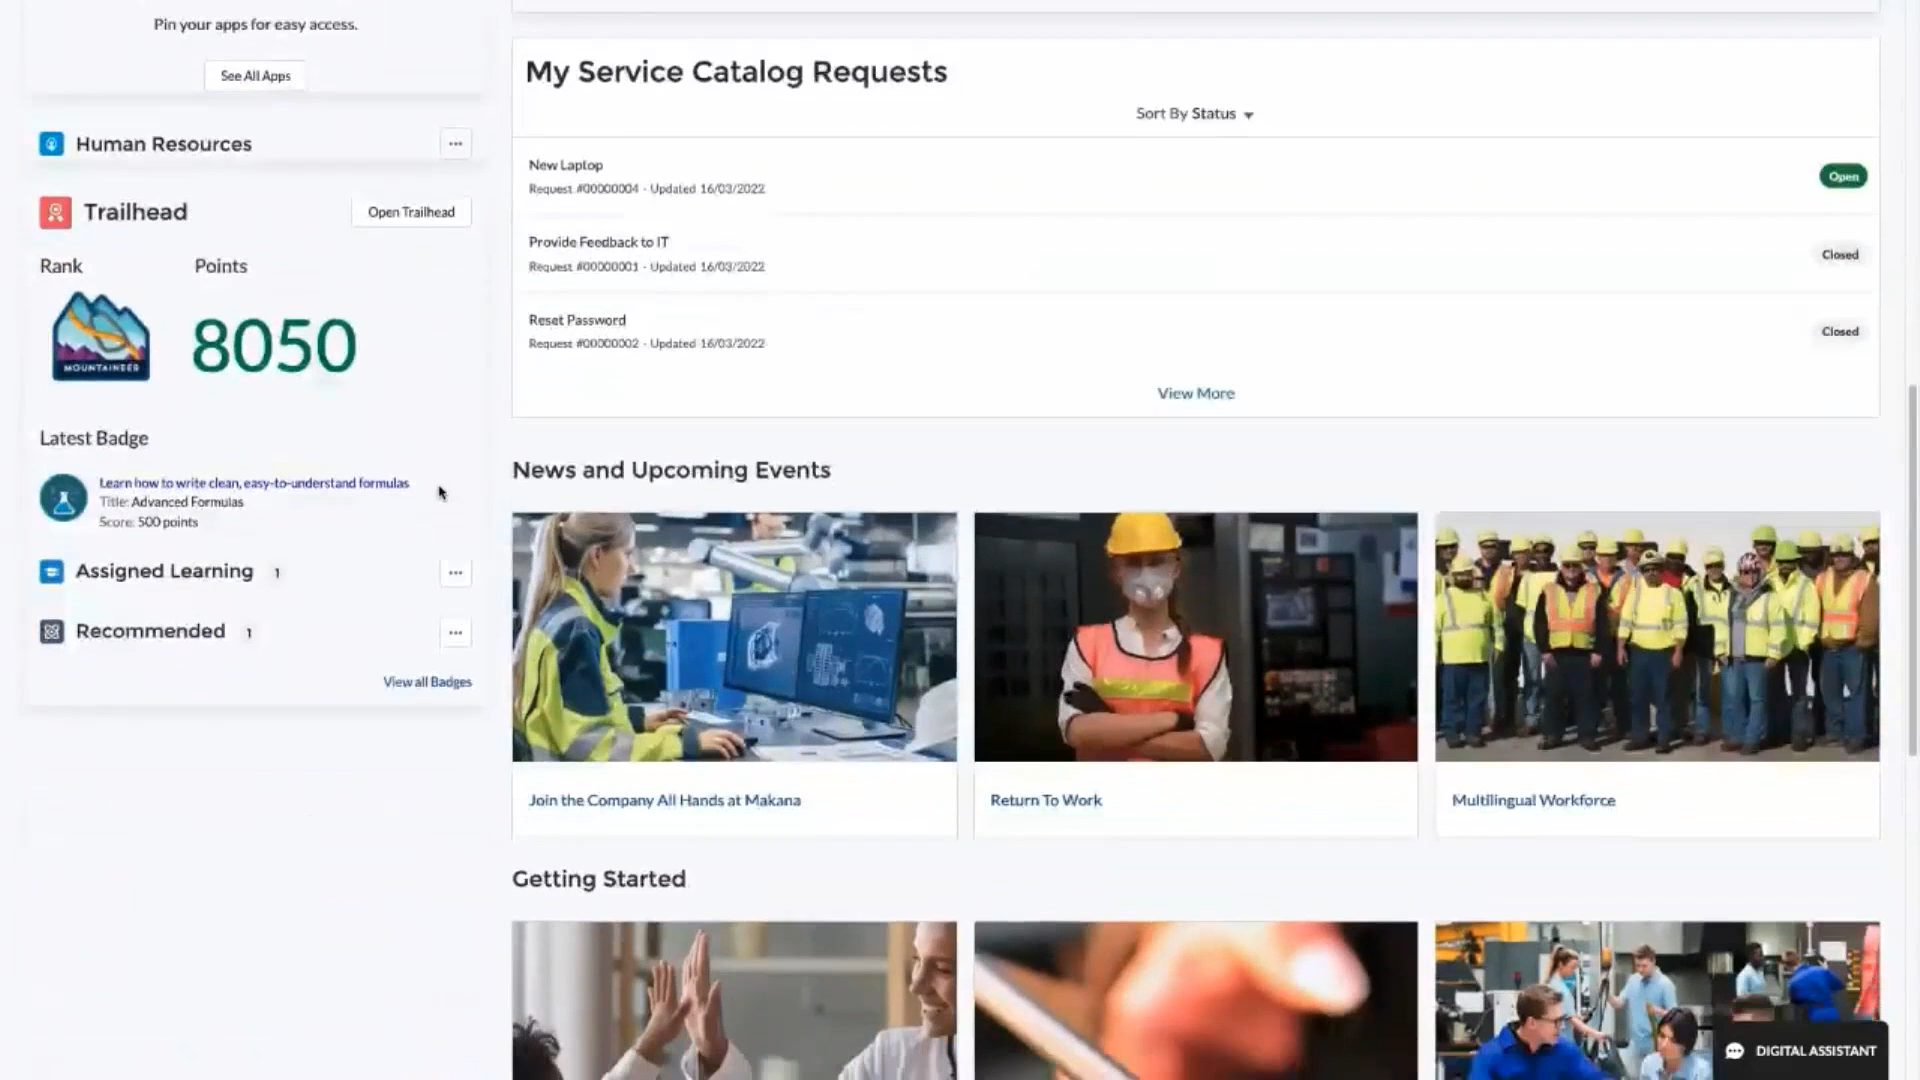 Pin your apps for easy access.
See All Apps
Human Resources
Trailhead
Open Trailhead
Rank
Points
MOUNTAINEER
8050
Latest Badge
Learn how to write clean, easy-to-understand formulas
Title: Advanced Formulas
Score: 500 points
Assigned Learning 1
Recommended 1
View all Badges
My Service Catalog Requests
Sort By Status
New Laptop
Request #00000004 - Updated 16/03/2022
Open
Provide Feedback to IT
Request #00000001 - Updated 16/03/2022
Closed
Reset Password
Request #00000002 - Updated 16/03/2022
Closed
View More
News and Upcoming Events
Join the Company All Hands at Makana
Return To Work
Multilingual Workforce
Getting Started
DIGITAL ASSISTANT